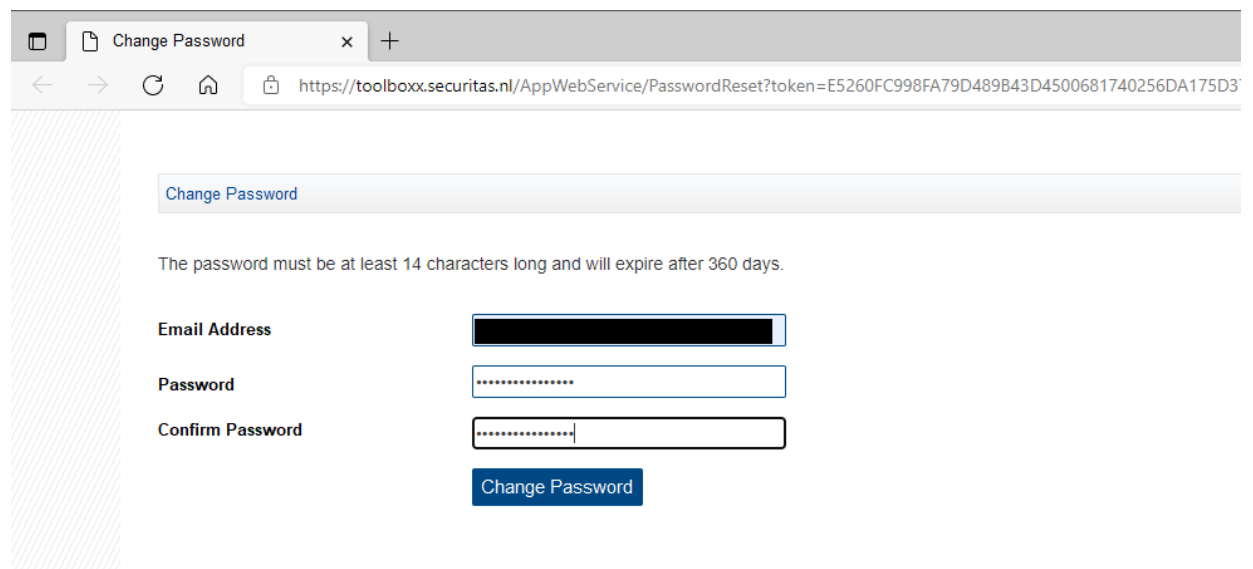 Change Password
https://toolboxx.securitas.nl/AppWebService/PasswordReset?token=E5260FC998FA79D489B43D4500681740256DA175D37
Change Password
The password must be at least 14 characters long and will expire after 360 days.
Email Address
Password
Confirm Password
Change Password